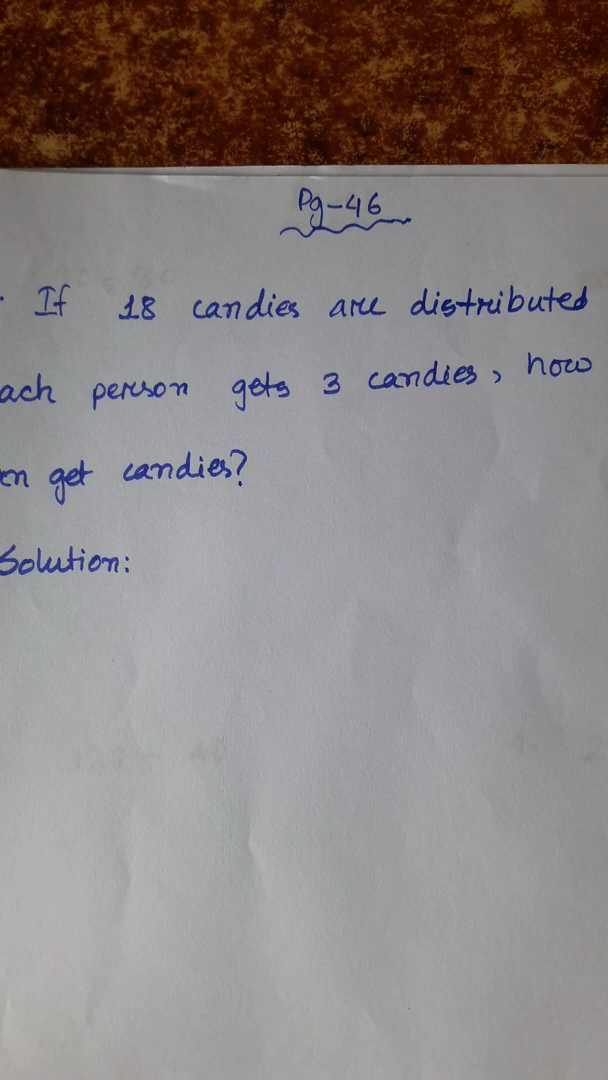 Pg-46
If 18 candies are distributed
ach person gets 3 candies, how
en get candies?
Solution: